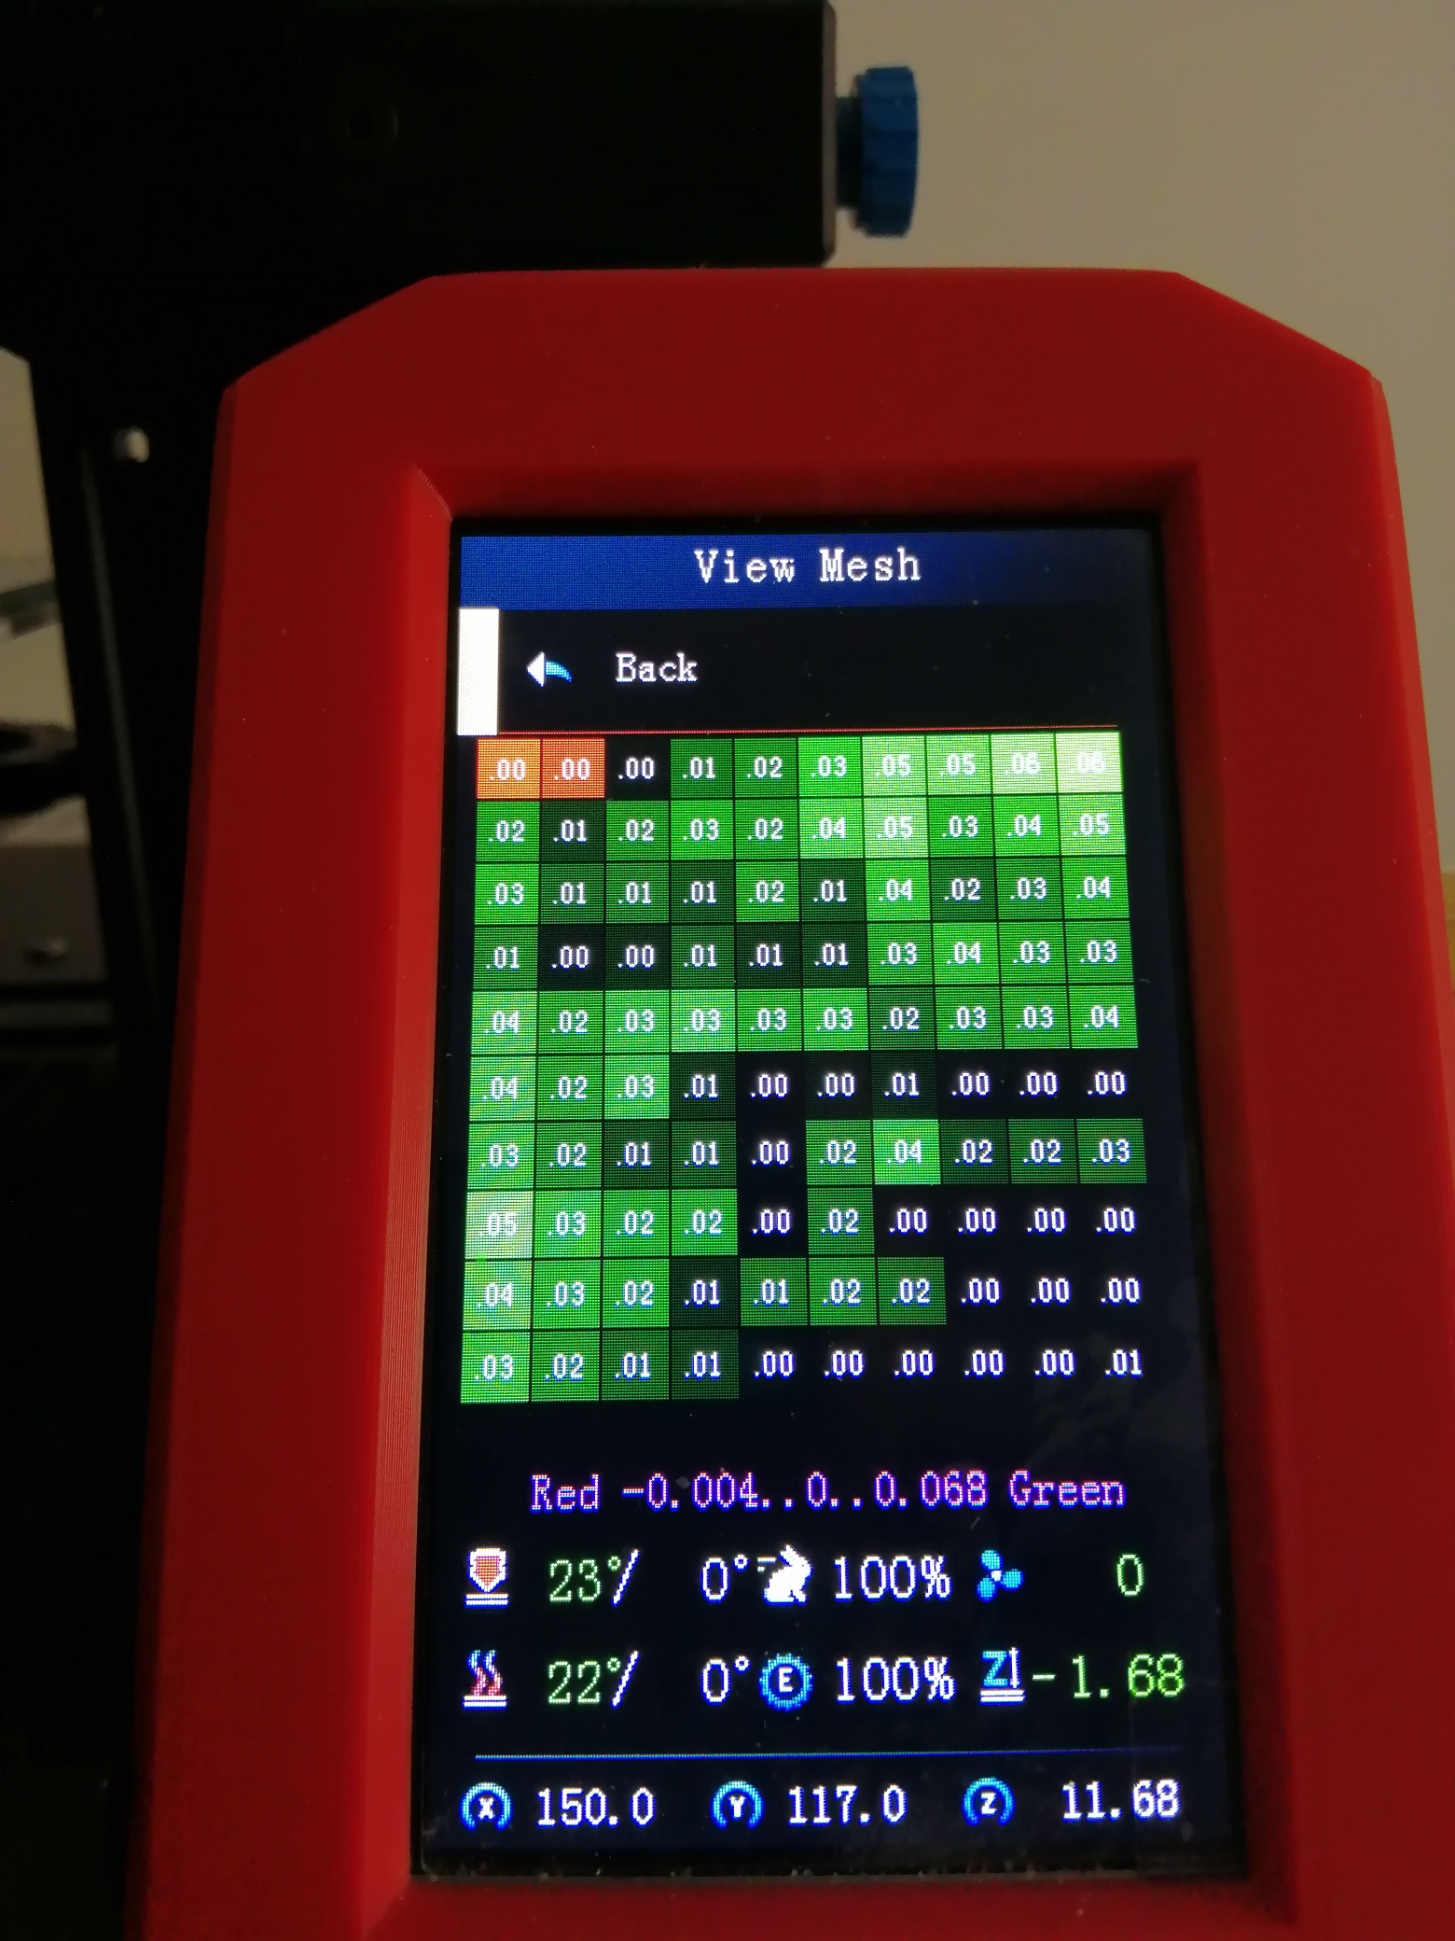 View Mesh
Back
.00 .00 .00 .01 .02 .03 .05 .05 .06 .06
.02 .01 .02 .03 .02 .04 .05 .03 .04 .05
.03 .01 .01 .01 .02 .01 .04 .02 .03 .04
.01 .00 .00 .01 .01 .01 .03 .04 .03 .03
.04 .02 .03 .03 .03 .03 .02 .03 .03 .04
.04 .02 .03 .01 .00 .00 .01 .00 .00 .00
.03 .02 .01 .01 .00 .02 .04 .02 .02 .03
.05 .03 .02 .02 .00 .02 .00 .00 .00 .00
.04 .03 .02 .01 .01 .02 .02 .00 .00 .00
.03 .02 .01 .01 .00 .00 .00 .00 .00 .01
Red -0.004..0..0.068 Green
23°/ 0° 100% 0
22°/ 0° E 100% Z -1.68
X 150.0 Y 117.0 Z 11.68